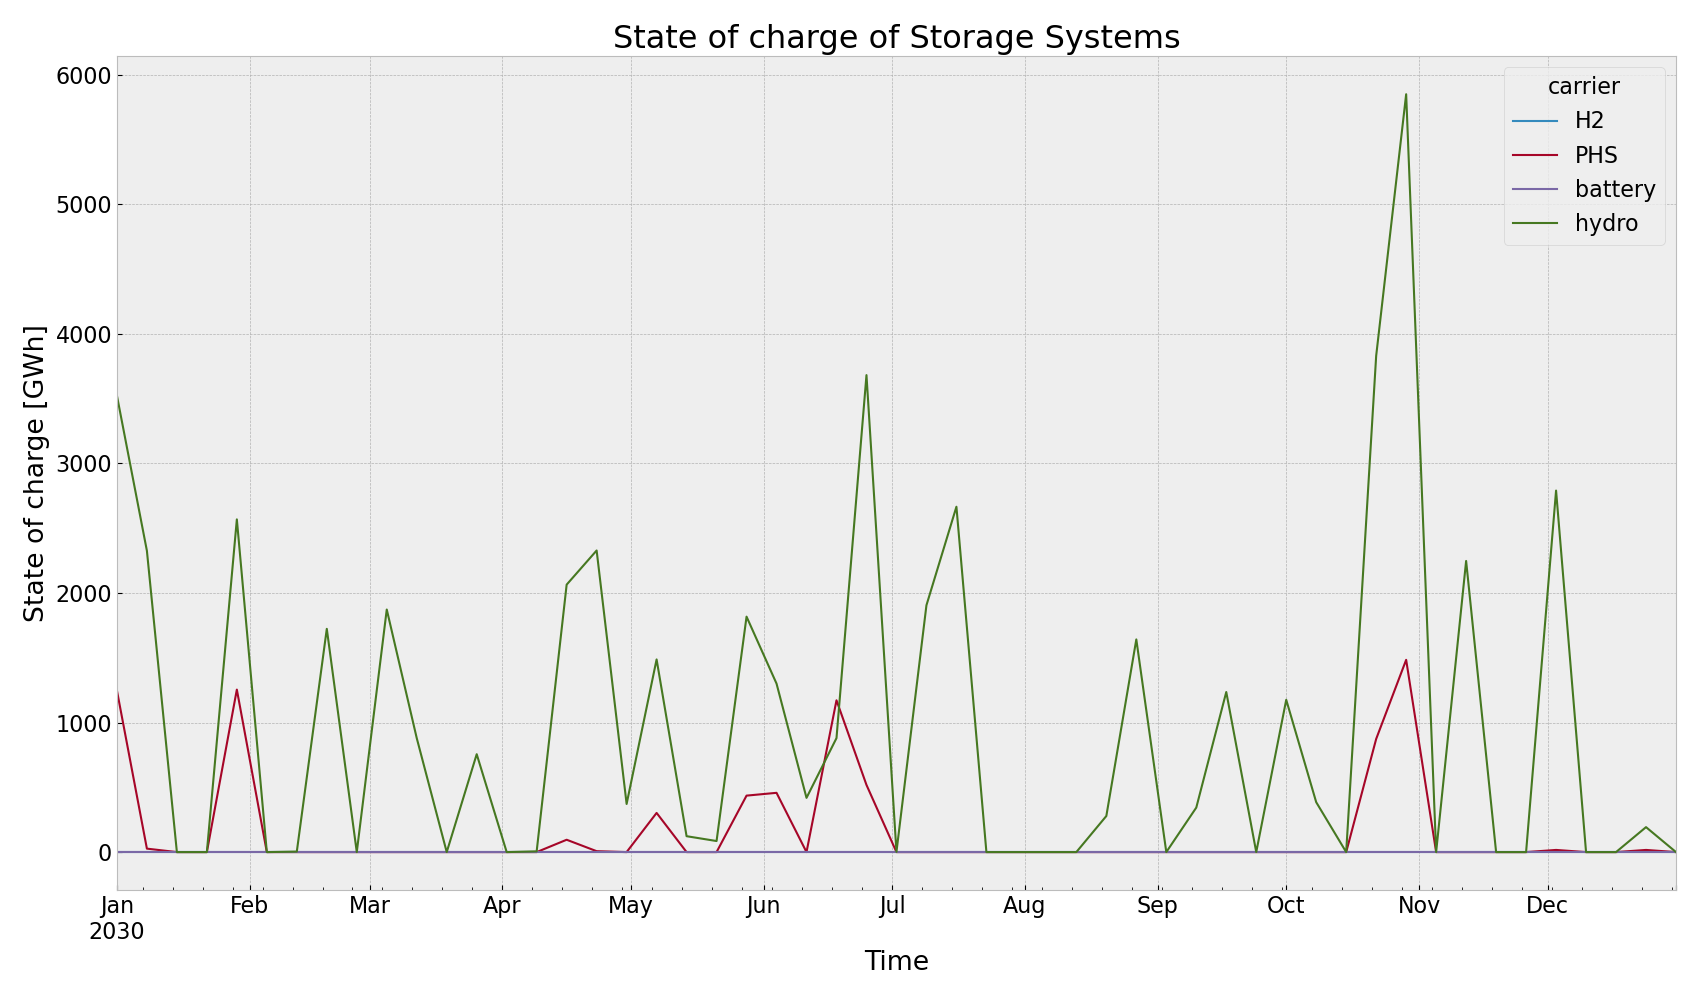 State of charge of Storage Systems
State of charge [GWh]
6000
5000
4000
3000
2000
1000
0
carrier
H2
PHS
battery
hydro
Jan Feb Mar Apr May Jun Jul Aug Sep Oct Nov Dec
2030
Time